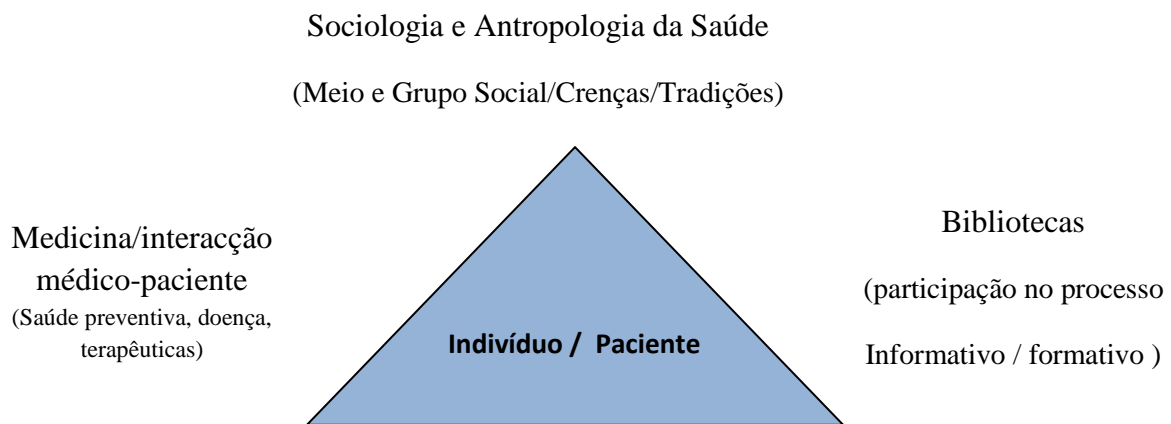 Sociologia e Antropologia da Saúde
(Meio e Grupo Social/Crenças/Tradições)
Medicina/interacção
médico-paciente
(Saúde preventiva, doença,
terapêuticas)
Indivíduo / Paciente
Bibliotecas
(participação no processo
Informativo / formativo )